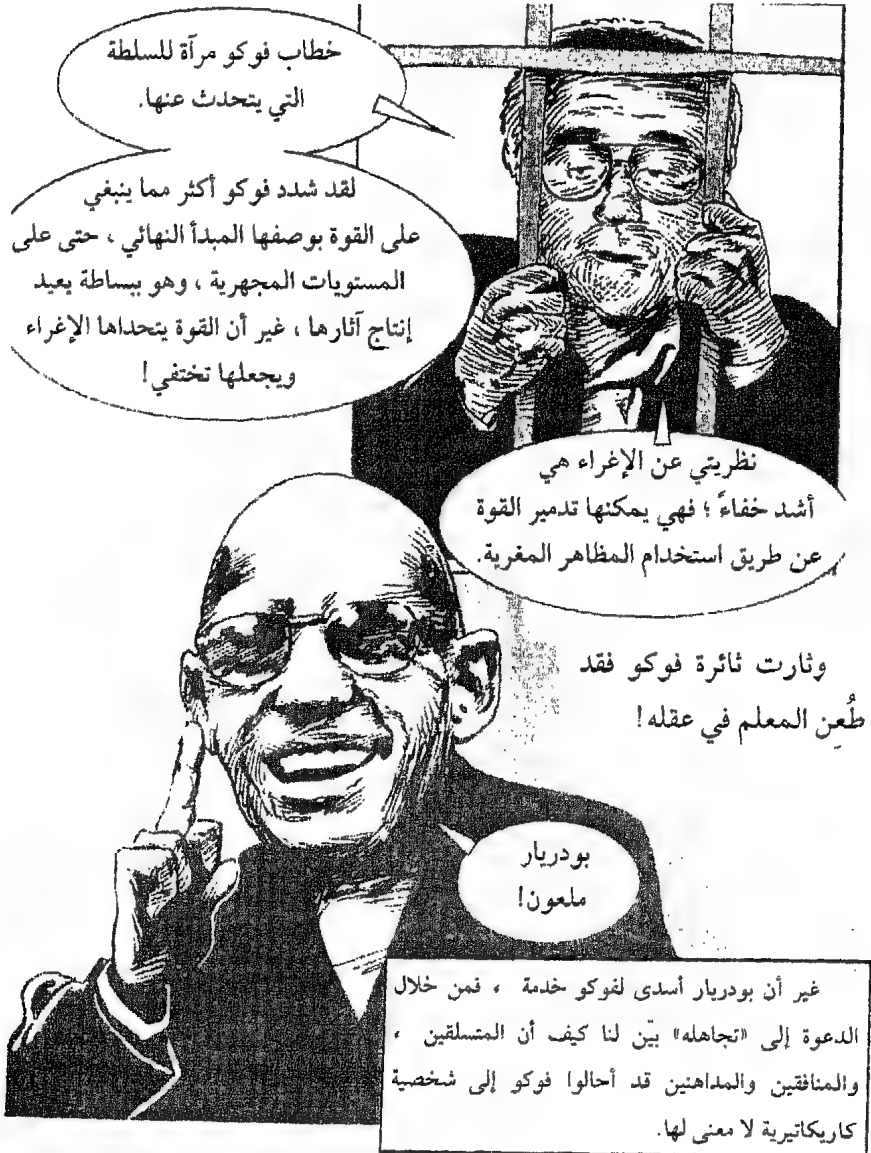 خطاب فوكو مرآة للسلطة
التي يتحدث عنها.
لقد شدد فوكو أكثر مما ينبغي
على القوة بوصفها المبدأ النهائي ، حتى على
المستويات المجهرية ، وهو ببساطة يعيد
إنتاج آثارها ، غير أن القوة يتحداها الإغراء
ويجعلها تختفي!
نظريتي عن الإغراء هي
أشد خفاءً ؛ فهي يمكنها تدمير القوة
عن طريق استخدام المظاهر المغرية.
وثارت ثائرة فوكو فقد
طُعِن المعلم في عقله!
بودريار
ملعون!
غير أن بودريار أسدى لفوكو خدمة ، فمن خلال
الدعوة إلى «تجاهله» بيّن لنا كيف أن المتسلقين ،
والمنافقين والمداهنين قد أحالوا فوكو إلى شخصية
كاريكاتيرية لا معنى لها.